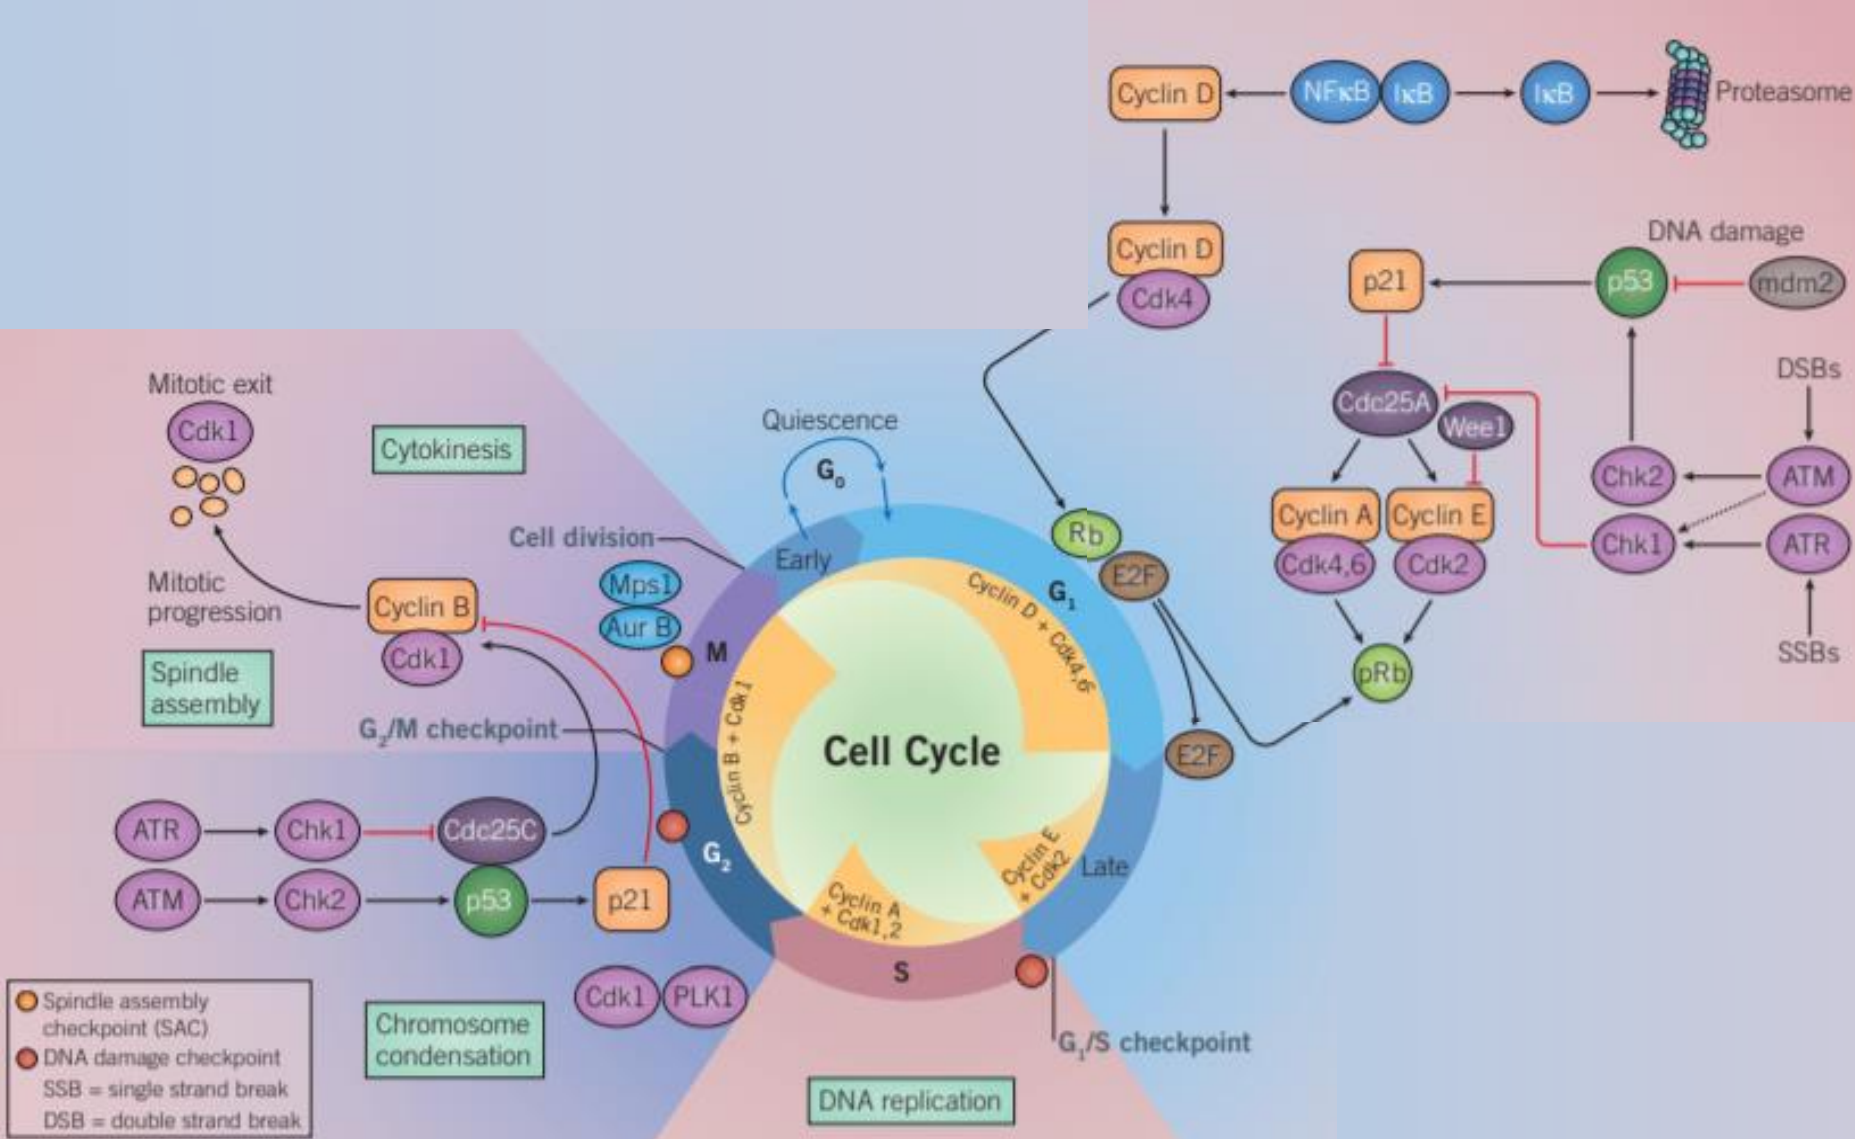 Cyclin D
NFκB
IκB
IκB
Proteasome
Cyclin D
Cdk4
DNA damage
p21
p53
mdm2
DSBs
Cdc25A
Wee1
Chk2
ATM
Cyclin A
Cyclin E
Cdk4,6
Cdk2
Chk1
ATR
SSBs
pRb
Rb
E2F
E2F
Mitotic exit
Cdk1
Cytokinesis
Quiescence
G0
Cell division
Early
Mps1
Aur B
Mitotic
progression
Cyclin B
Cdk1
M
G1
Cyclin D + Cdk4,6
Spindle
assembly
G2/M checkpoint
Cyclin B + Cdk1
Cell Cycle
ATR
Chk1
Cdc25C
G2
ATM
Chk2
p53
p21
Cyclin A
+ Cdk1,2
Cyclin E
+ Cdk2
Late
S
Cdk1
PLK1
Chromosome
condensation
G1/S checkpoint
DNA replication
Spindle assembly
checkpoint (SAC)
DNA damage checkpoint
SSB = single strand break
DSB = double strand break